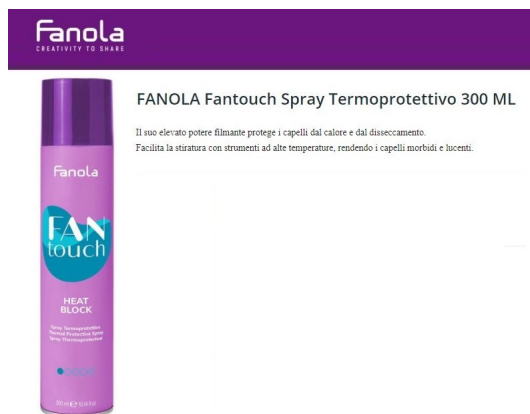 Fanola
CREATIVITY TO SHARE
FANOLA Fantouch Spray Termoprotettivo 300 ML
Il suo elevato potere filmante protegge i capelli dal calore e dal disseccamento.
Facilita la stiratura con strumenti ad alte temperature, rendendo i capelli morbidi e lucenti.
Fanola
FAN
touch
HEAT
BLOCK
Spray Termoprotettivo
Thermal Protective Spray
Spray Thermoprotecteur